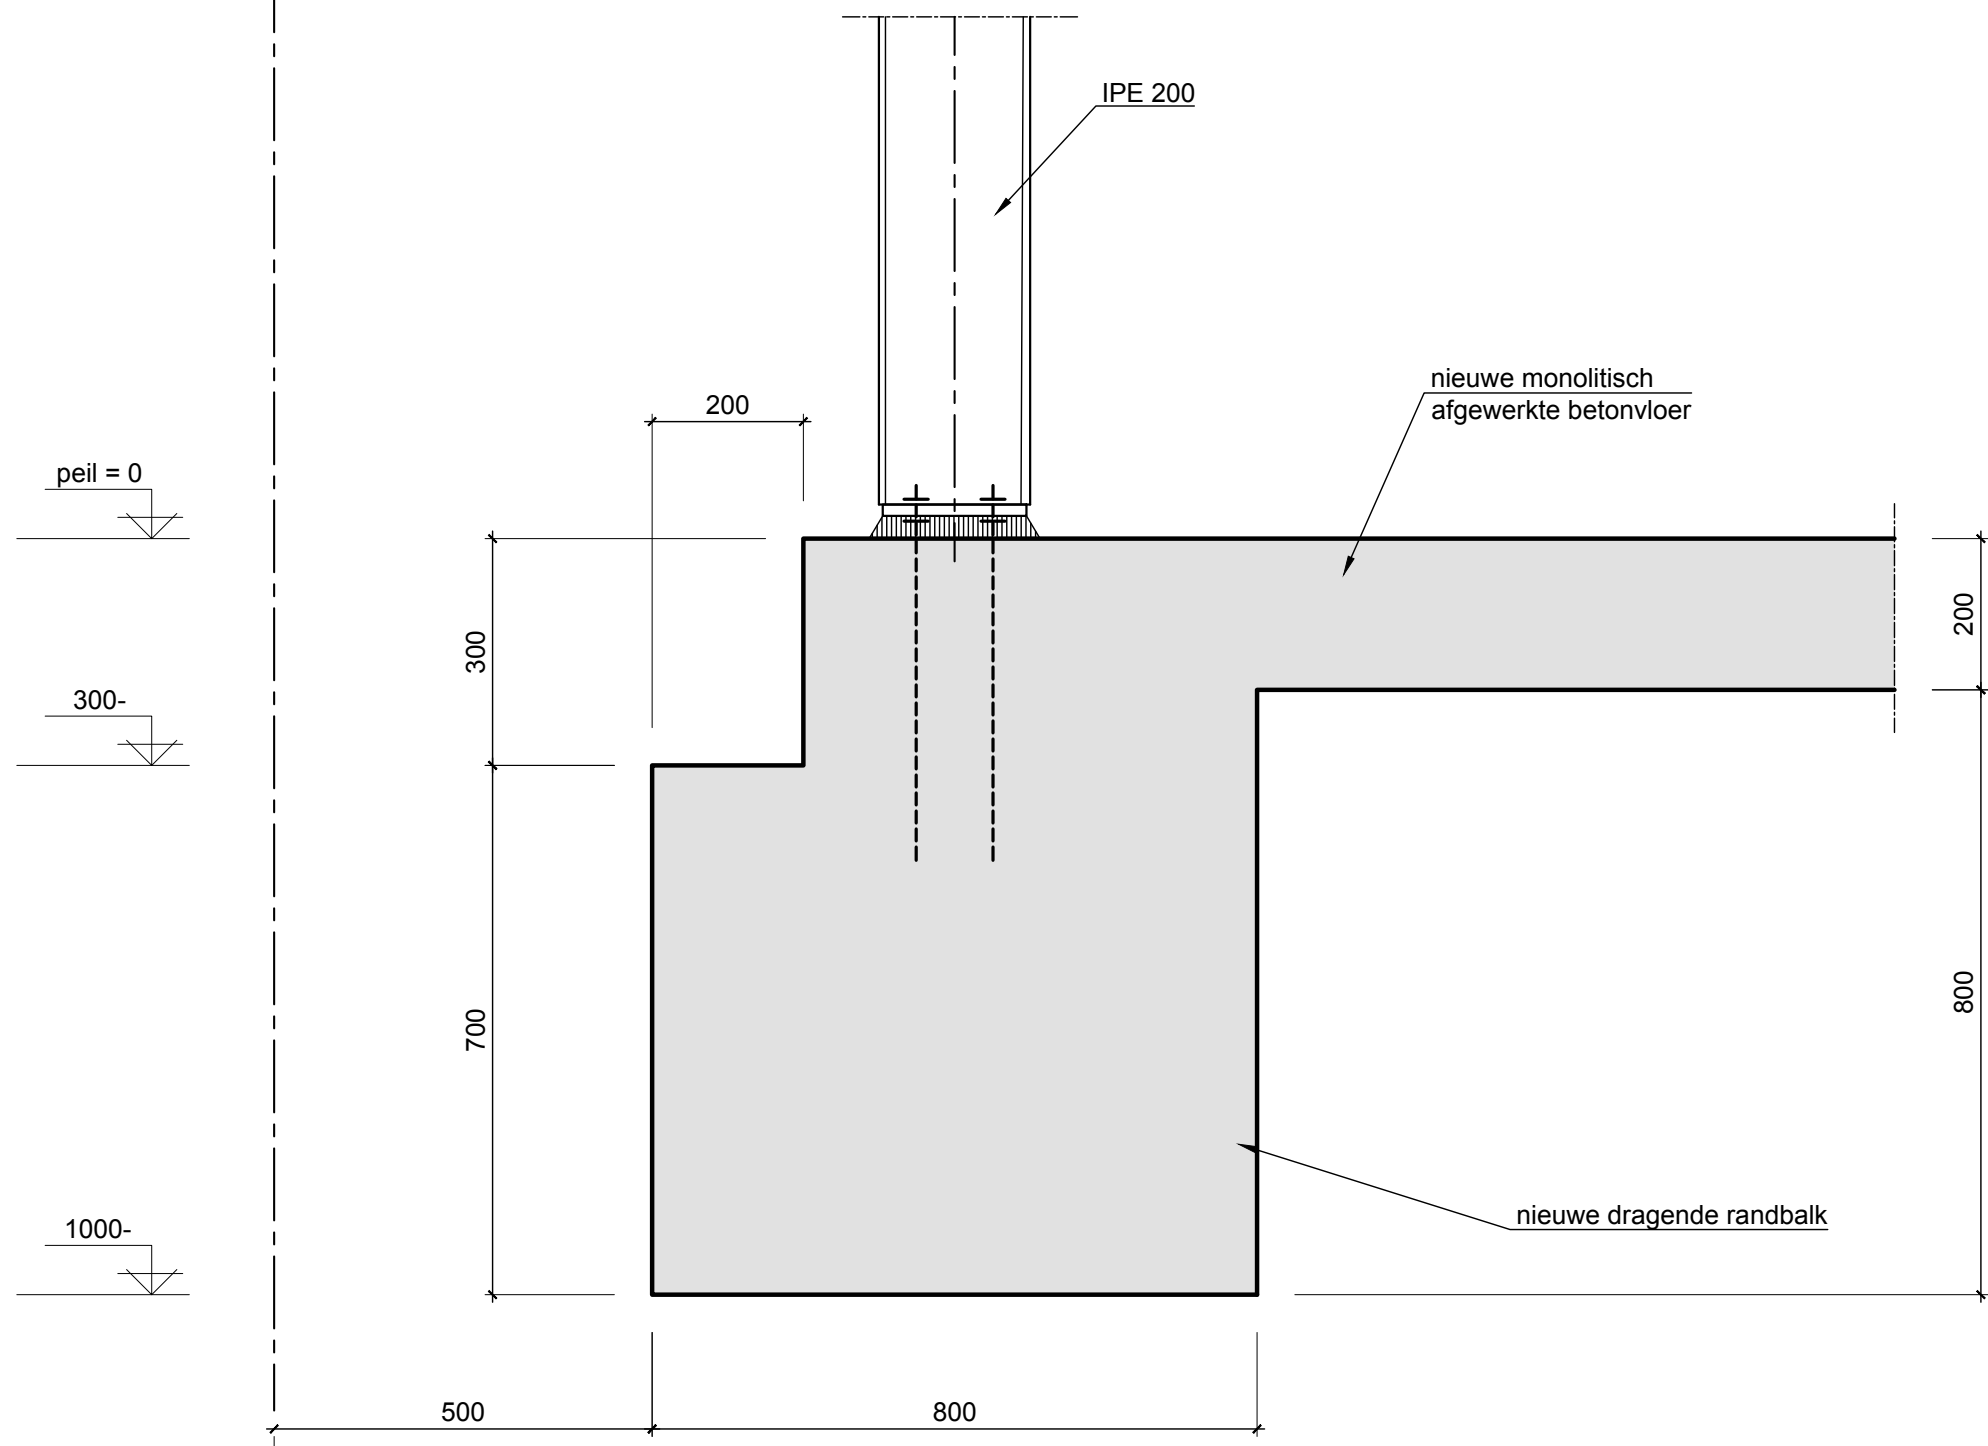 IPE 200
nieuwe monolitisch
afgewerkte betonvloer
200
peil = 0
300
200
300-
700
800
1000-
nieuwe dragende randbalk
500
800